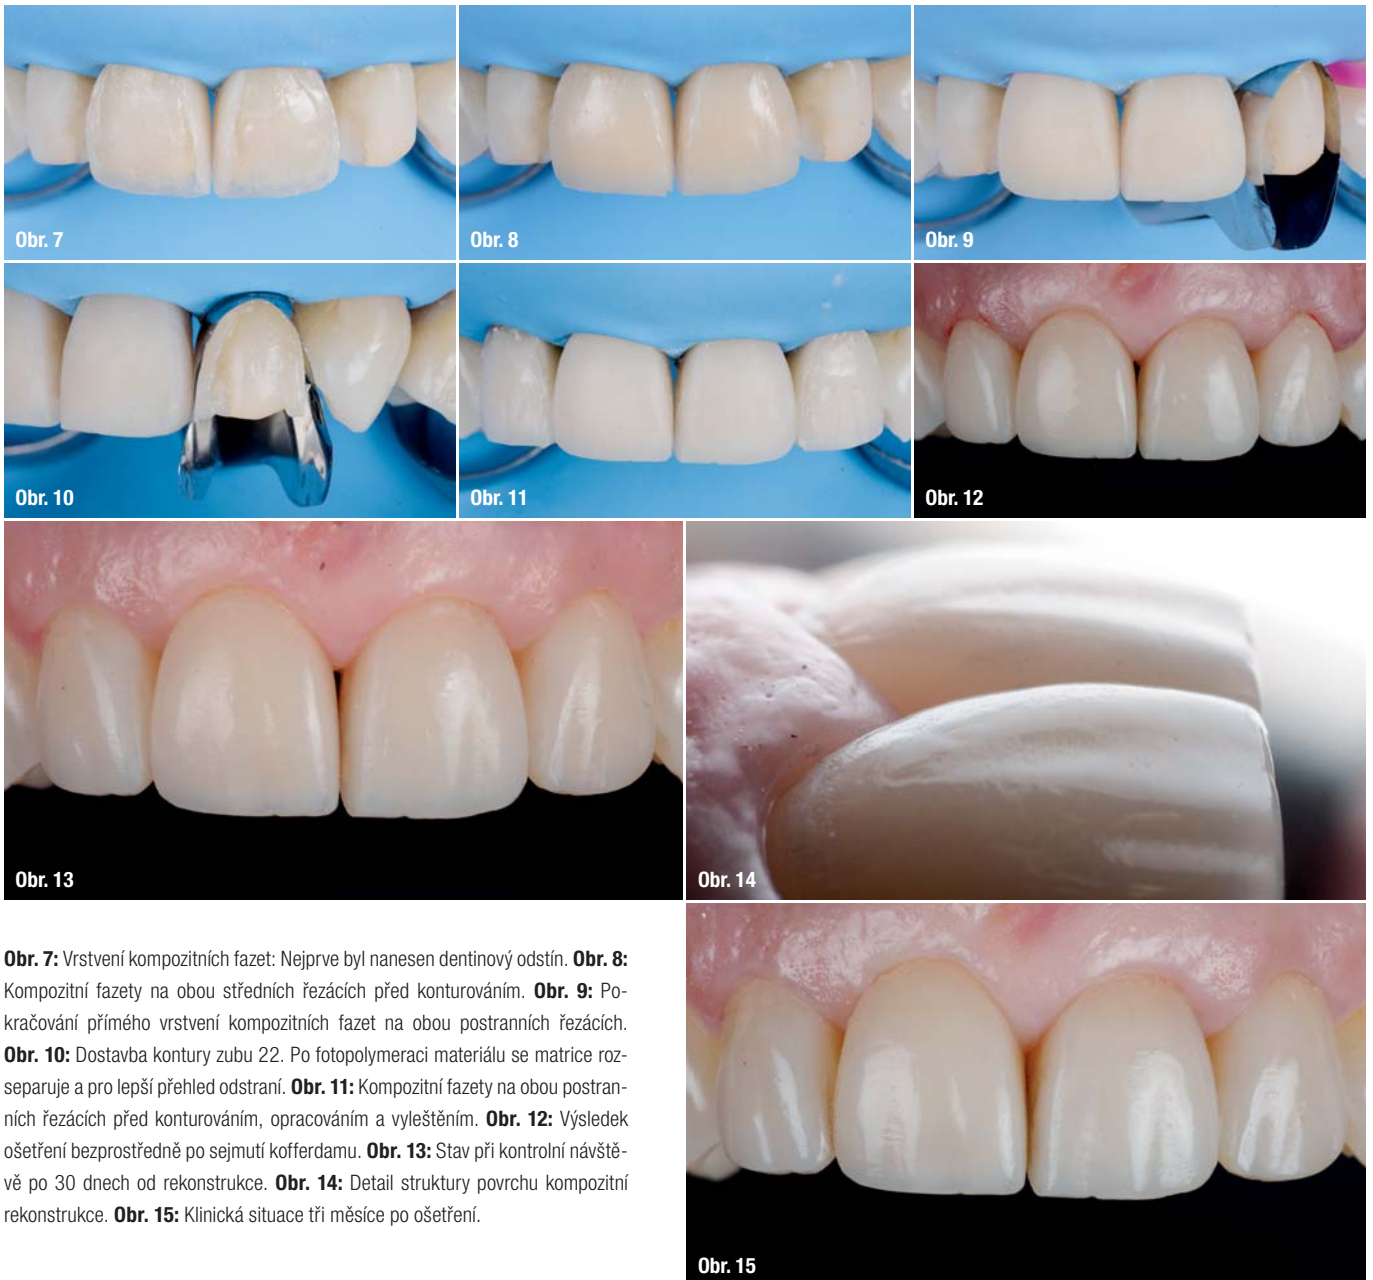 Obr. 7
Obr. 8
Obr. 9
Obr. 10
Obr. 11
Obr. 12
Obr. 13
Obr. 14
Obr. 7: Vrstvení kompozitních fazet: Nejprve byl nanesen dentinový odstín. Obr. 8:
Kompozitní fazety na obou středních řezácích před konturováním. Obr. 9: Po-
kračování přímého vrstvení kompozitních fazet na obou postranních řezácích.
Obr. 10: Dostavba kontury zubu 22. Po fotopolymeraci materiálu se matrice roz-
separuje a pro lepší přehled odstraní. Obr. 11: Kompozitní fazety na obou postran-
ních řezácích před konturováním, opracováním a vyleštěním. Obr. 12: Výsledek
ošetření bezprostředně po sejmutí kofferdamu. Obr. 13: Stav při kontrolní návště-
vě po 30 dnech od rekonstrukce. Obr. 14: Detail struktury povrchu kompozitní
rekonstrukce. Obr. 15: Klinická situace tři měsíce po ošetření.
Obr. 15